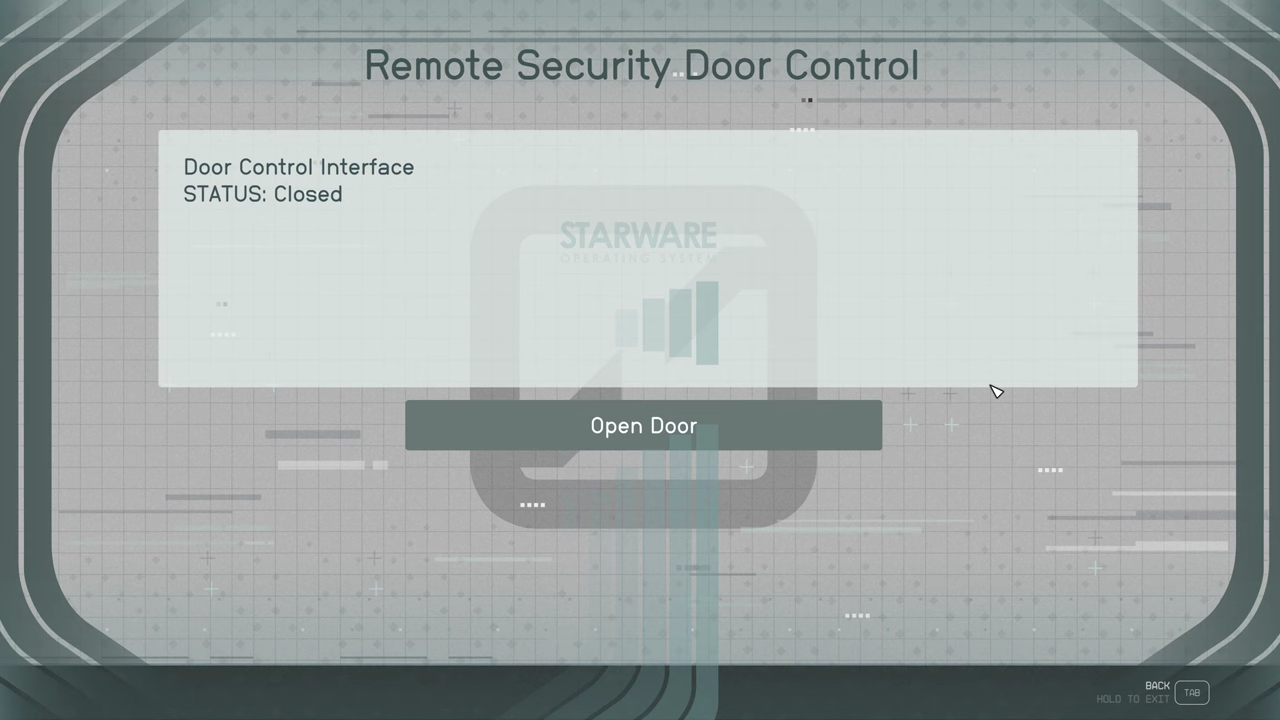 Remote Security Door Control
Door Control Interface
STATUS: Closed
STARWARE
OPERATING SYSTEM
Open Door
BACK
HOLD TO EXIT
TAB